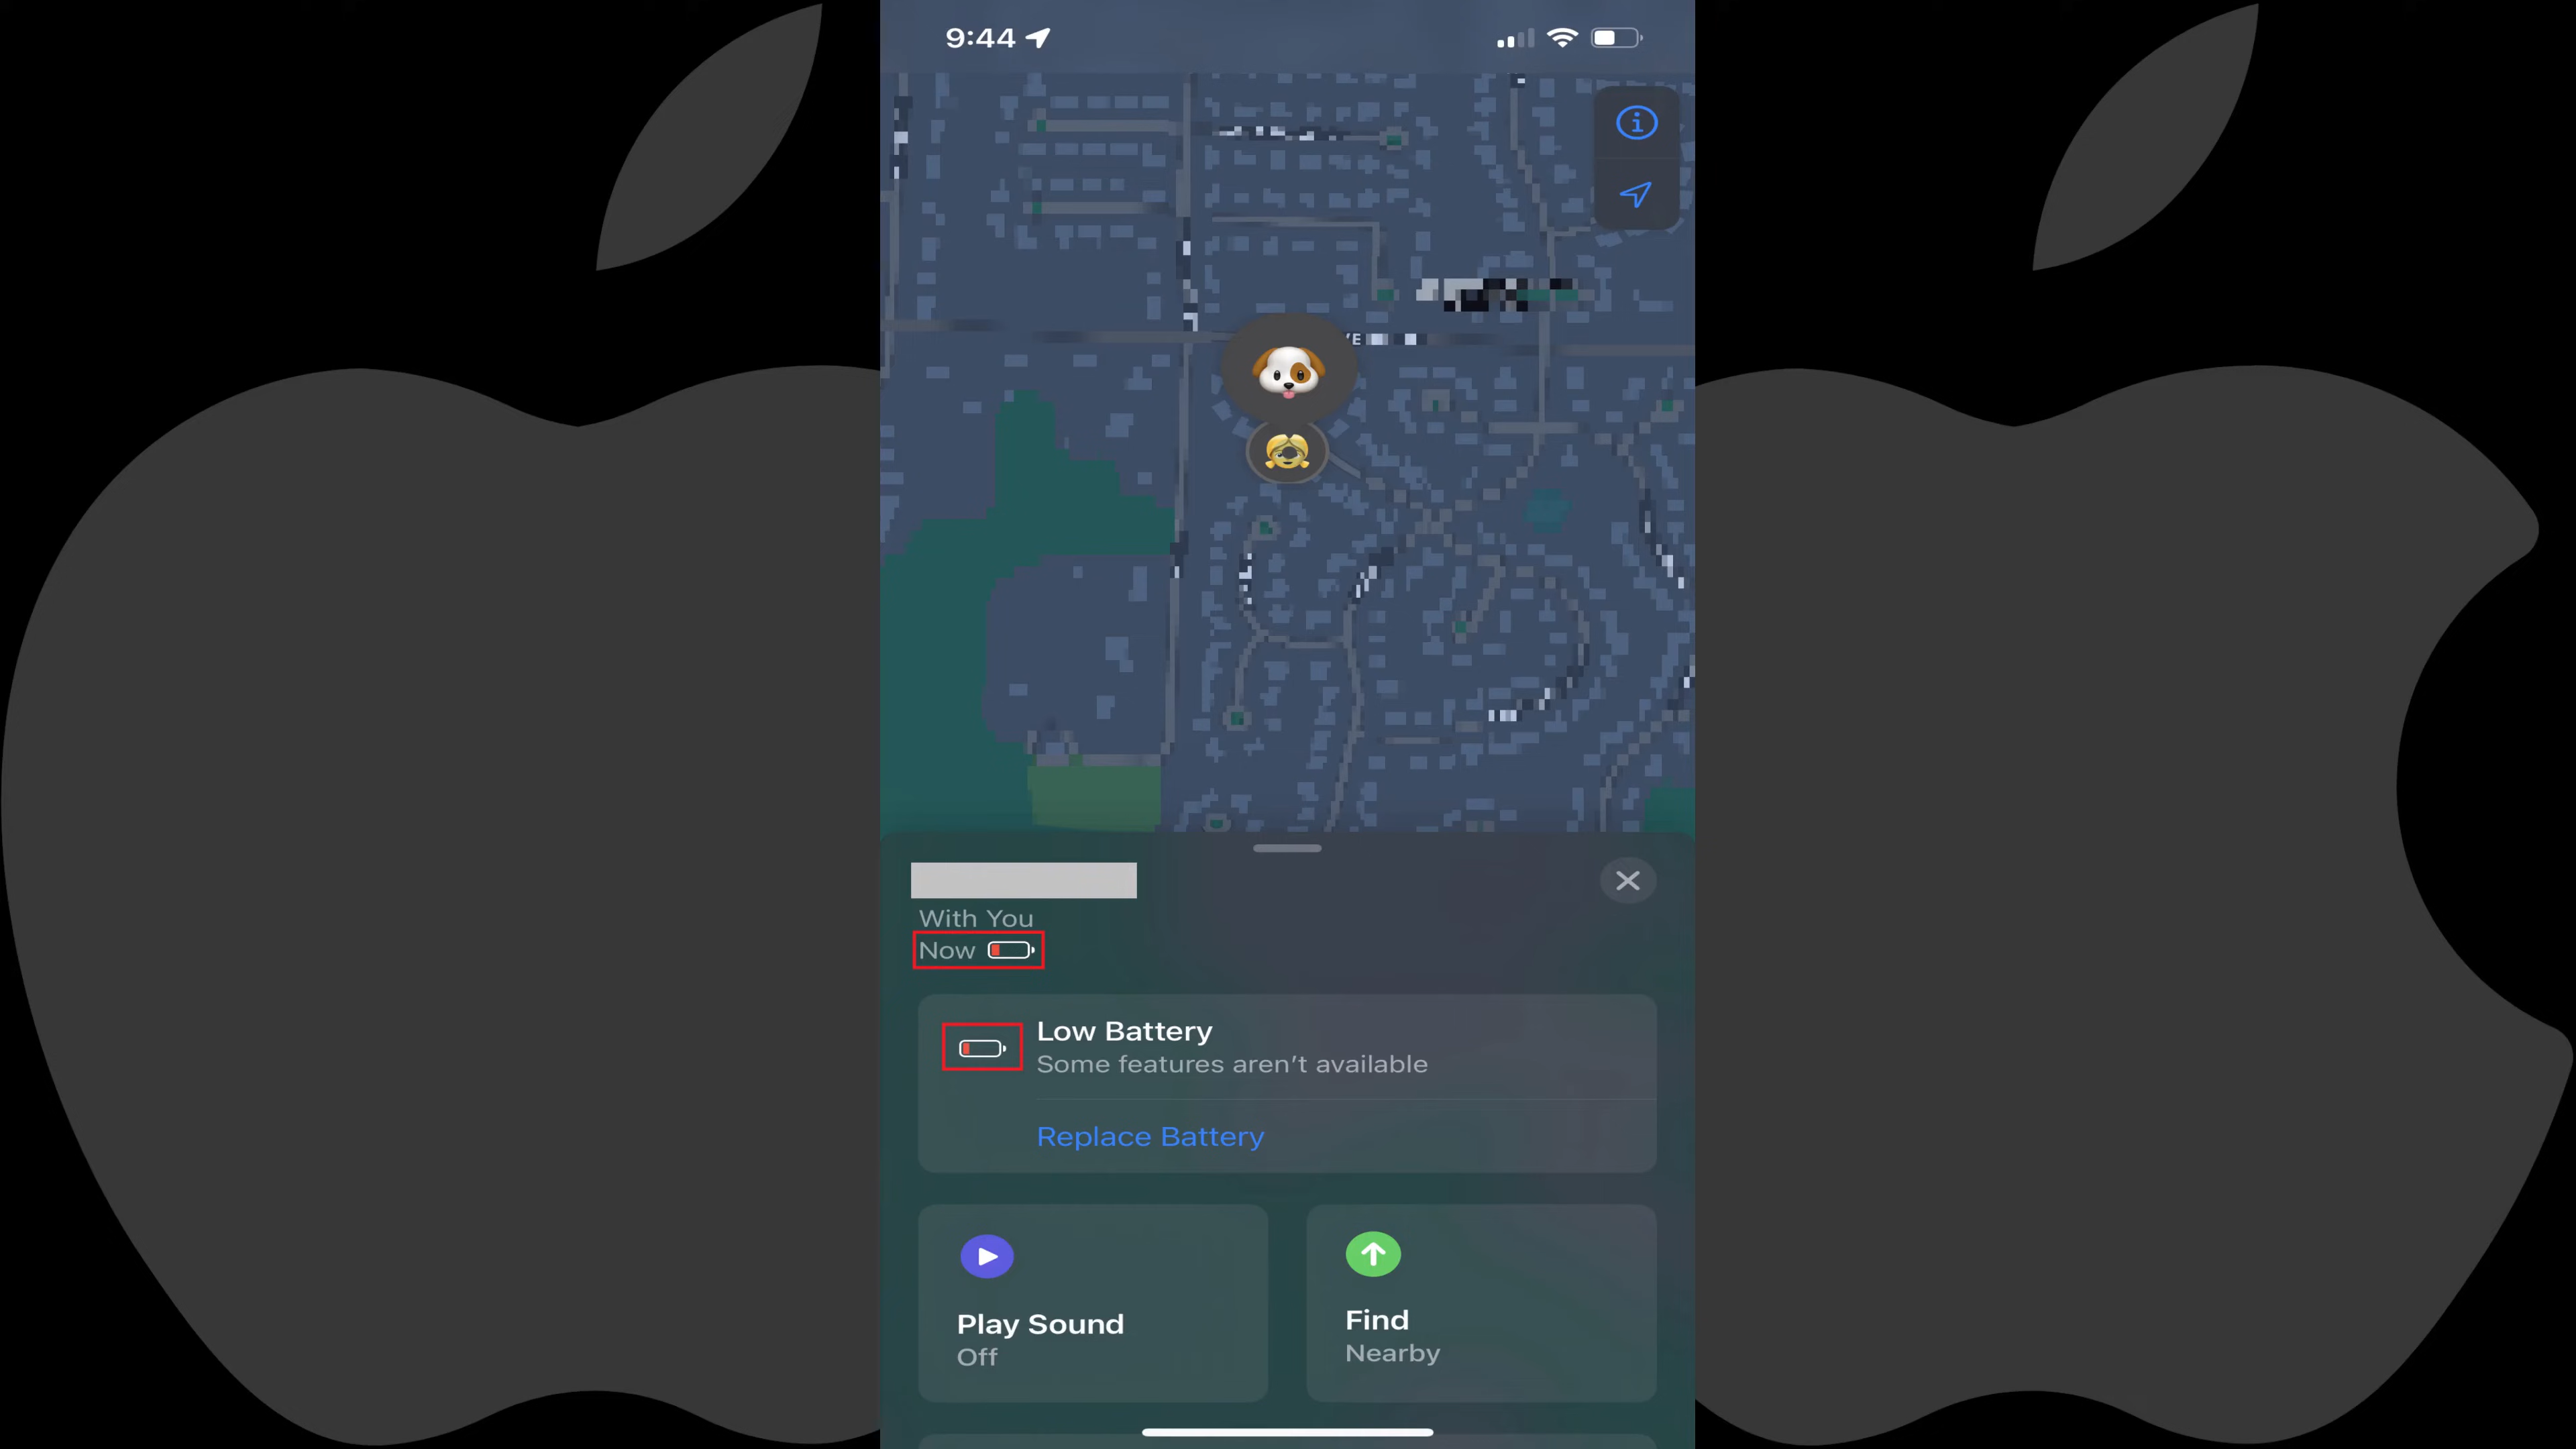 9:44
With You
Now
Low Battery
Some features aren't available
Replace Battery
Play Sound
Off
Find
Nearby